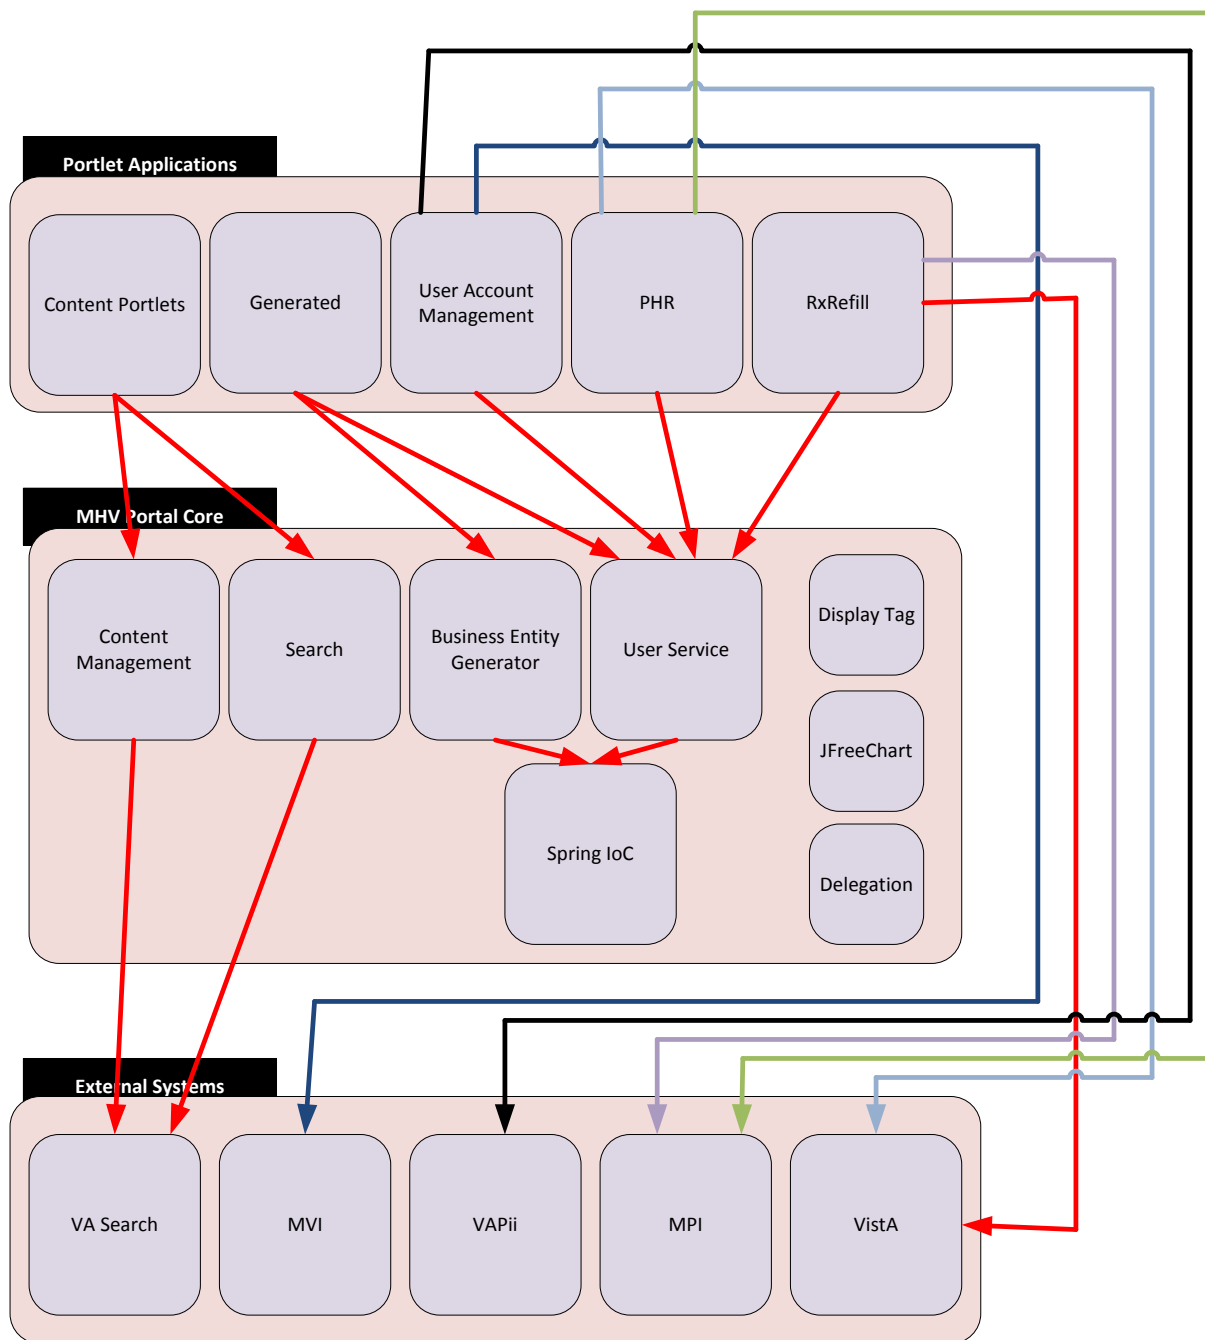 Portlet Applications
Content Portlets
Generated
User Account
Management
PHR
RxRefill
MHV Portal Core
Content
Management
Search
Business Entity
Generator
User Service
Display Tag
JFreeChart
Spring IoC
Delegation
External Systems
VA Search
MVI
VAPii
MPI
VistA